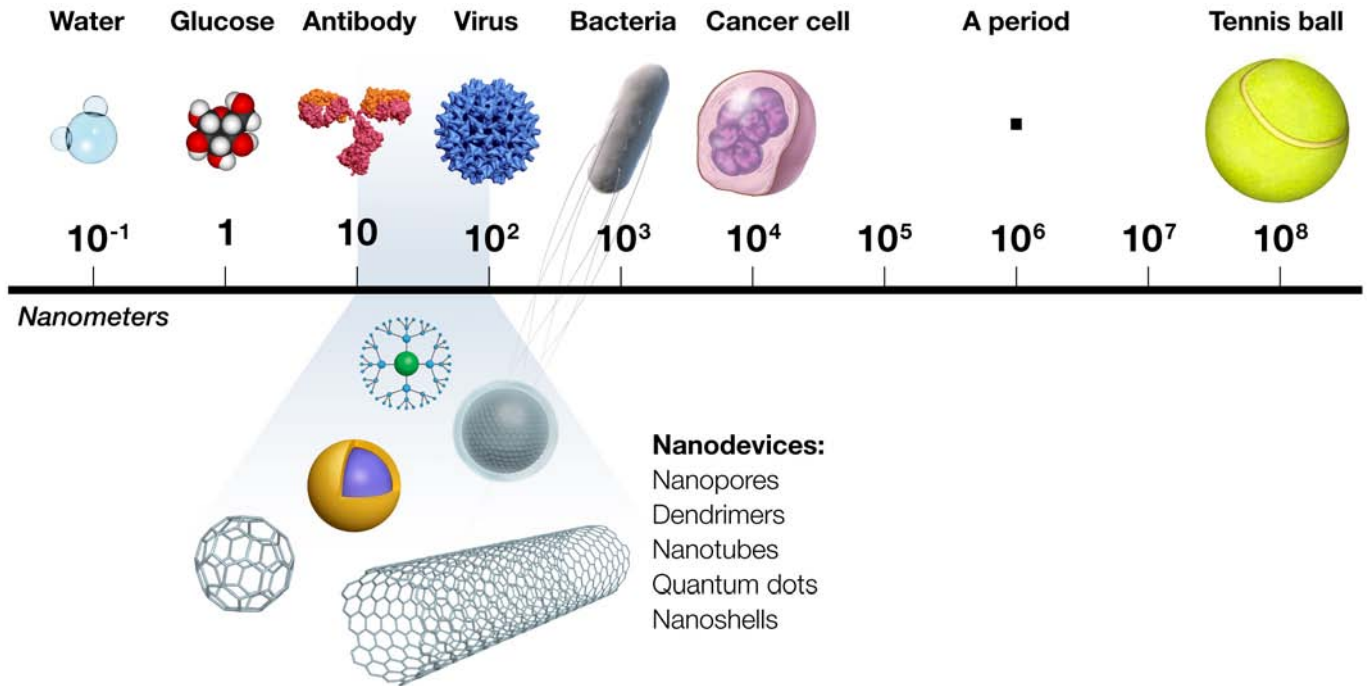 Water Glucose Antibody Virus Bacteria Cancer cell A period Tennis ball
10⁻¹ 1 10 10² 10³ 10⁴ 10⁵ 10⁶ 10⁷ 10⁸
Nanometers
Nanodevices:
Nanopores
Dendrimers
Nanotubes
Quantum dots
Nanoshells